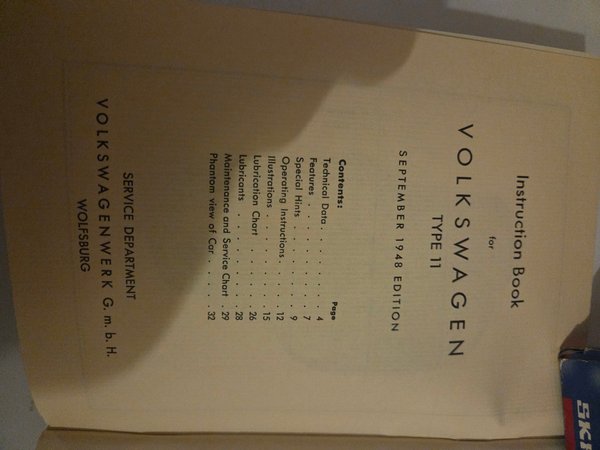 Instruction Book
for
VOLKSWAGEN
TYPE 11
SEPTEMBER 1948 EDITION
Contents: Page
Technical Data . . . . . . . . 4
Features . . . . . . . . . . 7
Special Hints . . . . . . . . 9
Operating Instructions . . . . . 12
Illustrations . . . . . . . . . 15
Lubrication Chart . . . . . . . 26
Lubricants . . . . . . . . . 28
Maintenance and Service Chart . 29
Phantom view of Car . . . . . 32
SERVICE DEPARTMENT
VOLKSWAGENWERK G. m. b. H.
WOLFSBURG